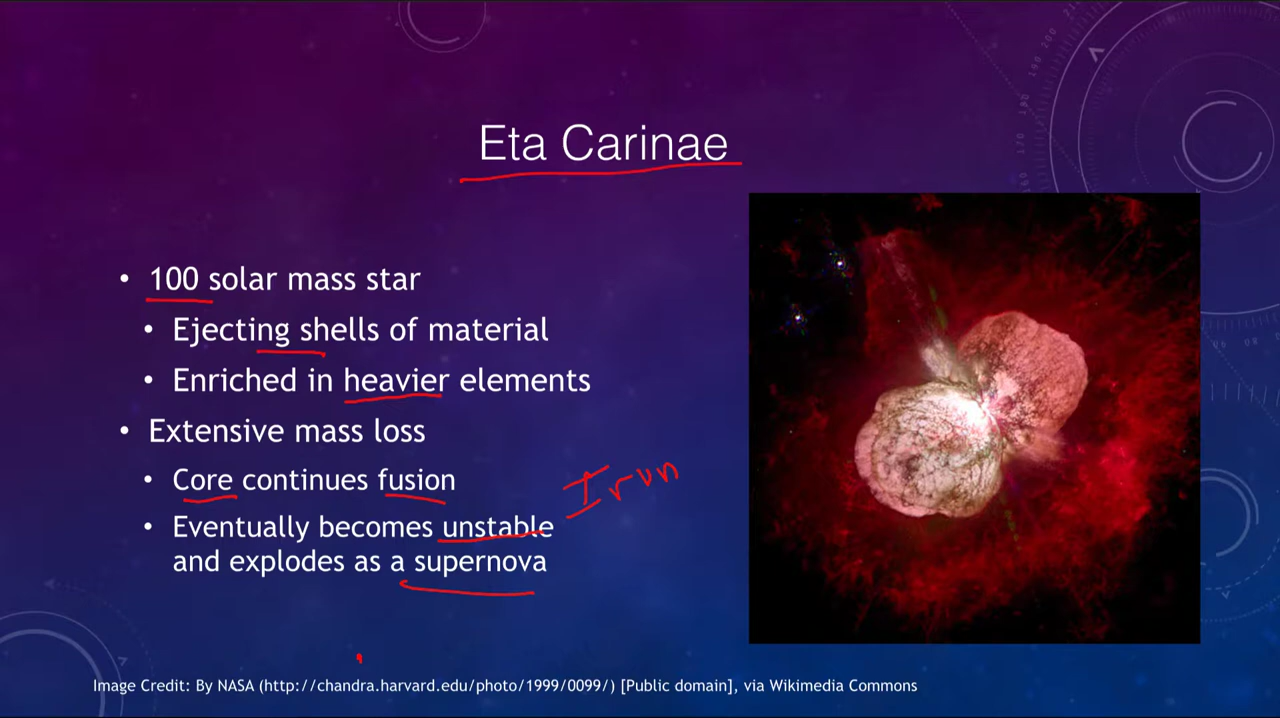 Eta Carinae
• 100 solar mass star
• Ejecting shells of material
• Enriched in heavier elements
• Extensive mass loss
• Core continues fusion
Iron
• Eventually becomes unstable
and explodes as a supernova
Image Credit: By NASA (http://chandra.harvard.edu/photo/1999/0099/) [Public domain], via Wikimedia Commons